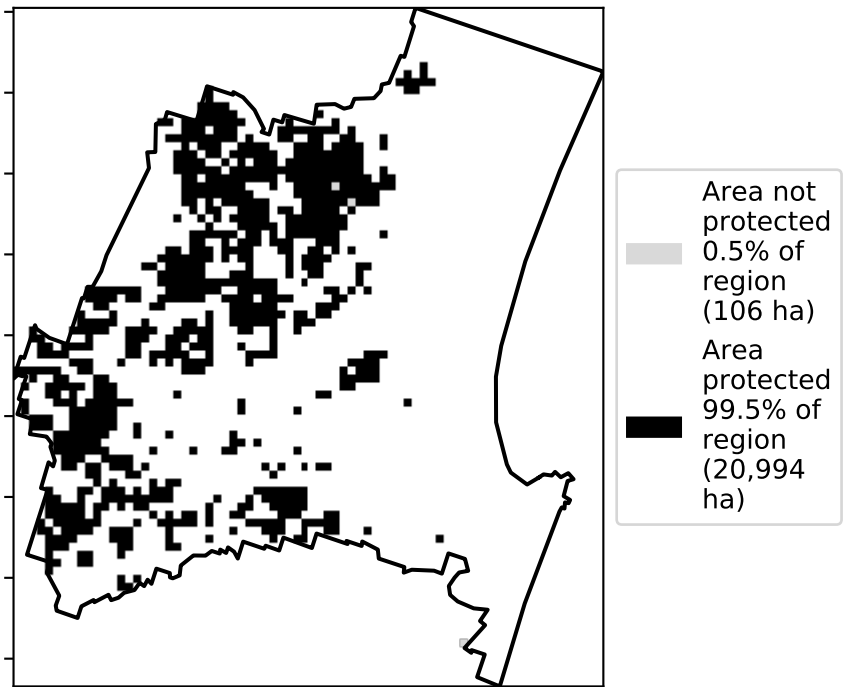 Area not
protected
0.5% of
region
(106 ha)
Area
protected
99.5% of
region
(20,994
ha)